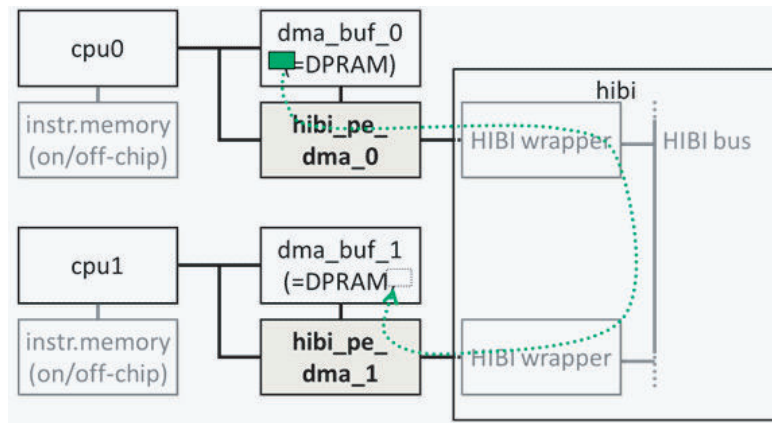 cpu0
dma_buf_0
(=DPRAM)
instr.memory
(on/off-chip)
hibi_pe_
dma_0
hibi
HIBI wrapper
HIBI bus
cpu1
dma_buf_1
(=DPRAM
instr.memory
(on/off-chip)
hibi_pe_
dma_1
HIBI wrapper